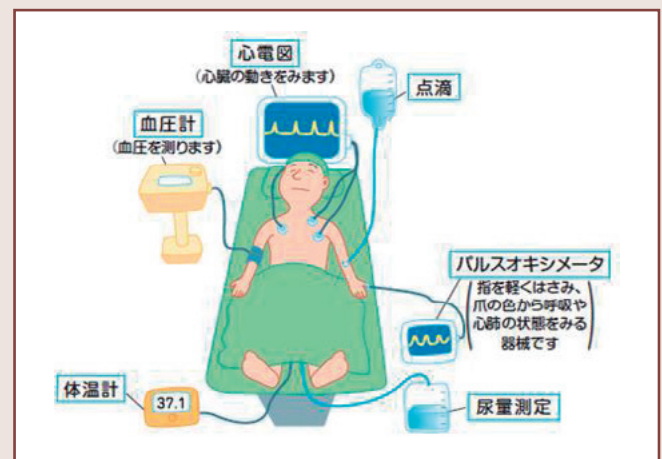 心電図
（心臓の動きをみます）
点滴
血圧計
（血圧を測ります）
パルスオキシメータ
（指を軽くはさみ、
爪の色から呼吸や
心肺の状態をみる
器械です）
体温計
37.1
尿量測定